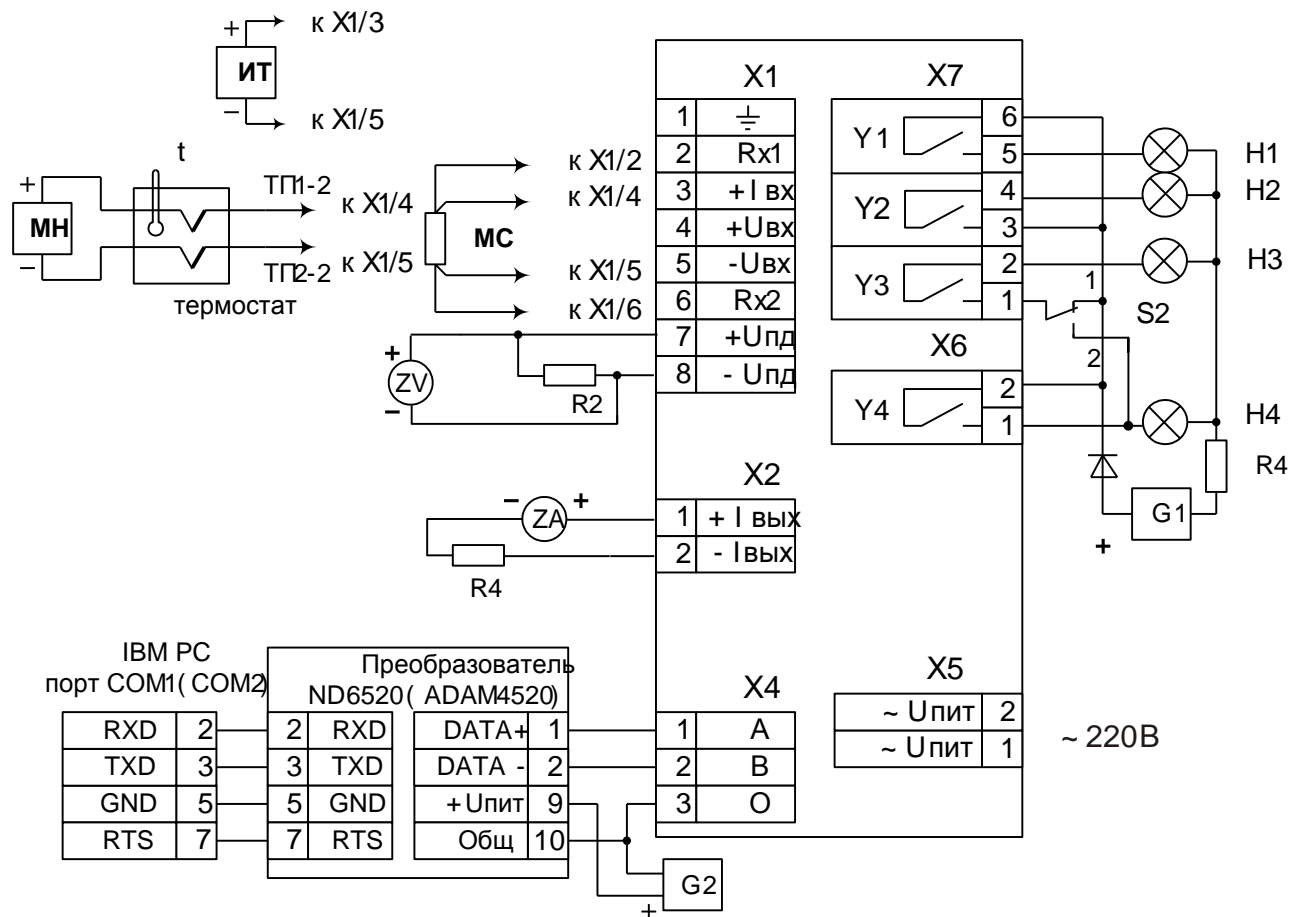 + к X1/3
ИТ
− к X1/5
t
+ ТП1-2 к X1/4
МН
− ТП2-2 к X1/5
термостат
к X1/2
к X1/4
МС
к X1/5
к X1/6
+
ZV
−
R2
X1
1
2 Rx1
3 +I вх
4 +Uвх
5 -Uвх
6 Rx2
7 +Uпд
8 - Uпд
X7
Y1 6
5 H1
Y2 4 H2
3
Y3 2 H3
1
1
S2
2
X6
Y4 2
1 H4
R4
G1
+
X2
− ZA + 1 + I вых
2 - Iвых
R4
IBM PC
порт COM1( COM2)
RXD 2
TXD 3
GND 5
RTS 7
Преобразователь
ND6520( ADAM4520)
2 RXD DATA+ 1
3 TXD DATA - 2
5 GND +Uпит 9
7 RTS Общ 10
G2
+
X4
1 A
2 B
3 O
X5
~ Uпит 2
~ Uпит 1
~ 220В